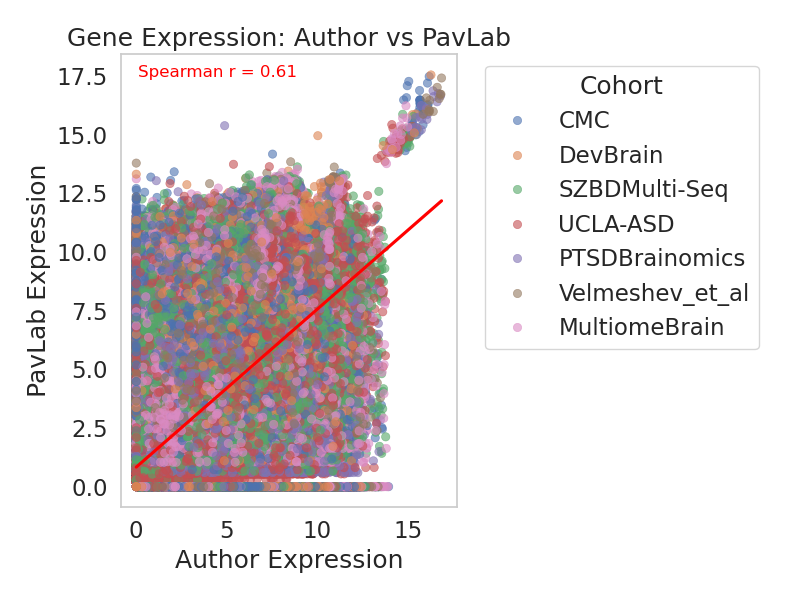 Gene Expression: Author vs PavLab
Spearman r = 0.61
17.5
15.0
12.5
10.0
7.5
5.0
2.5
0.0
PavLab Expression
0 5 10 15
Author Expression
Cohort
CMC
DevBrain
SZBDMulti-Seq
UCLA-ASD
PTSDBrainomics
Velmeshev_et_al
MultiomeBrain